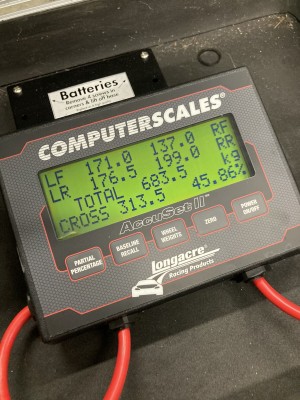 Batteries
Remove 4 screws in
corners & lift off base
COMPUTERSCALES®
LF 171.0 137.0 RF
LR 176.5 199.0 RR
TOTAL 683.5 kg
CROSS 313.5 45.86%
AccuSet II™
PARTIAL PERCENTAGE
BASELINE RECALL
WHEEL WEIGHTS
ZERO
POWER ON/OFF
Longacre®
Racing Products